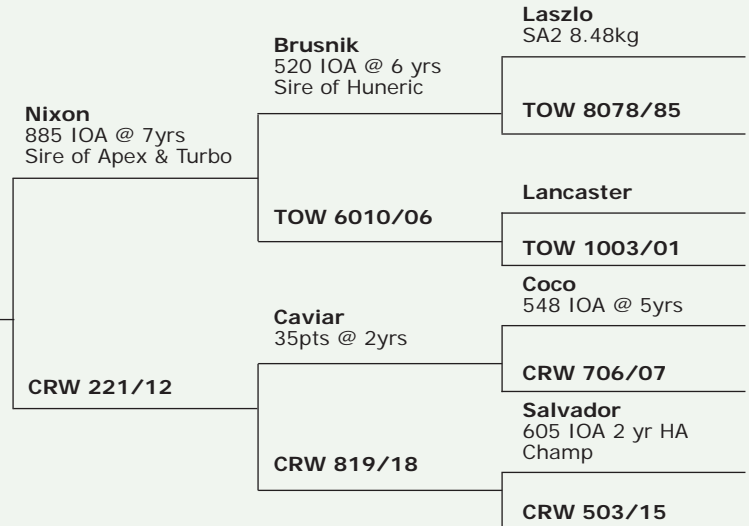 Nixon
885 IOA @ 7yrs
Sire of Apex & Turbo
CRW 221/12
Brusnik
520 IOA @ 6 yrs
Sire of Huneric
TOW 6010/06
Caviar
35pts @ 2yrs
CRW 819/18
Laszlo
SA2 8.48kg
TOW 8078/85
Lancaster
TOW 1003/01
Coco
548 IOA @ 5yrs
CRW 706/07
Salvador
605 IOA 2 yr HA
Champ
CRW 503/15